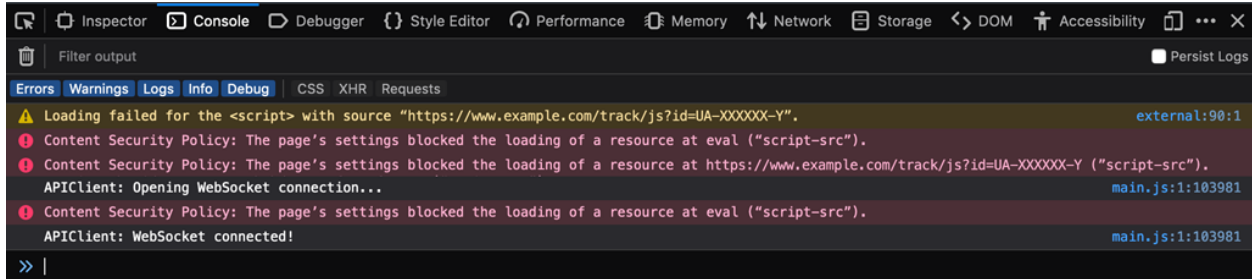 Inspector Console Debugger {} Style Editor Performance Memory Network Storage DOM Accessibility
Filter output Persist Logs
Errors Warnings Logs Info Debug CSS XHR Requests
Loading failed for the <script> with source “https://www.example.com/track/js?id=UA-XXXXXX-Y”. external:90:1
Content Security Policy: The page’s settings blocked the loading of a resource at eval (“script-src”).
Content Security Policy: The page’s settings blocked the loading of a resource at https://www.example.com/track/js?id=UA-XXXXXX-Y (”script-src”).
APIClient: Opening WebSocket connection... main.js:1:103981
Content Security Policy: The page’s settings blocked the loading of a resource at eval (“script-src”).
APIClient: WebSocket connected! main.js:1:103981
»